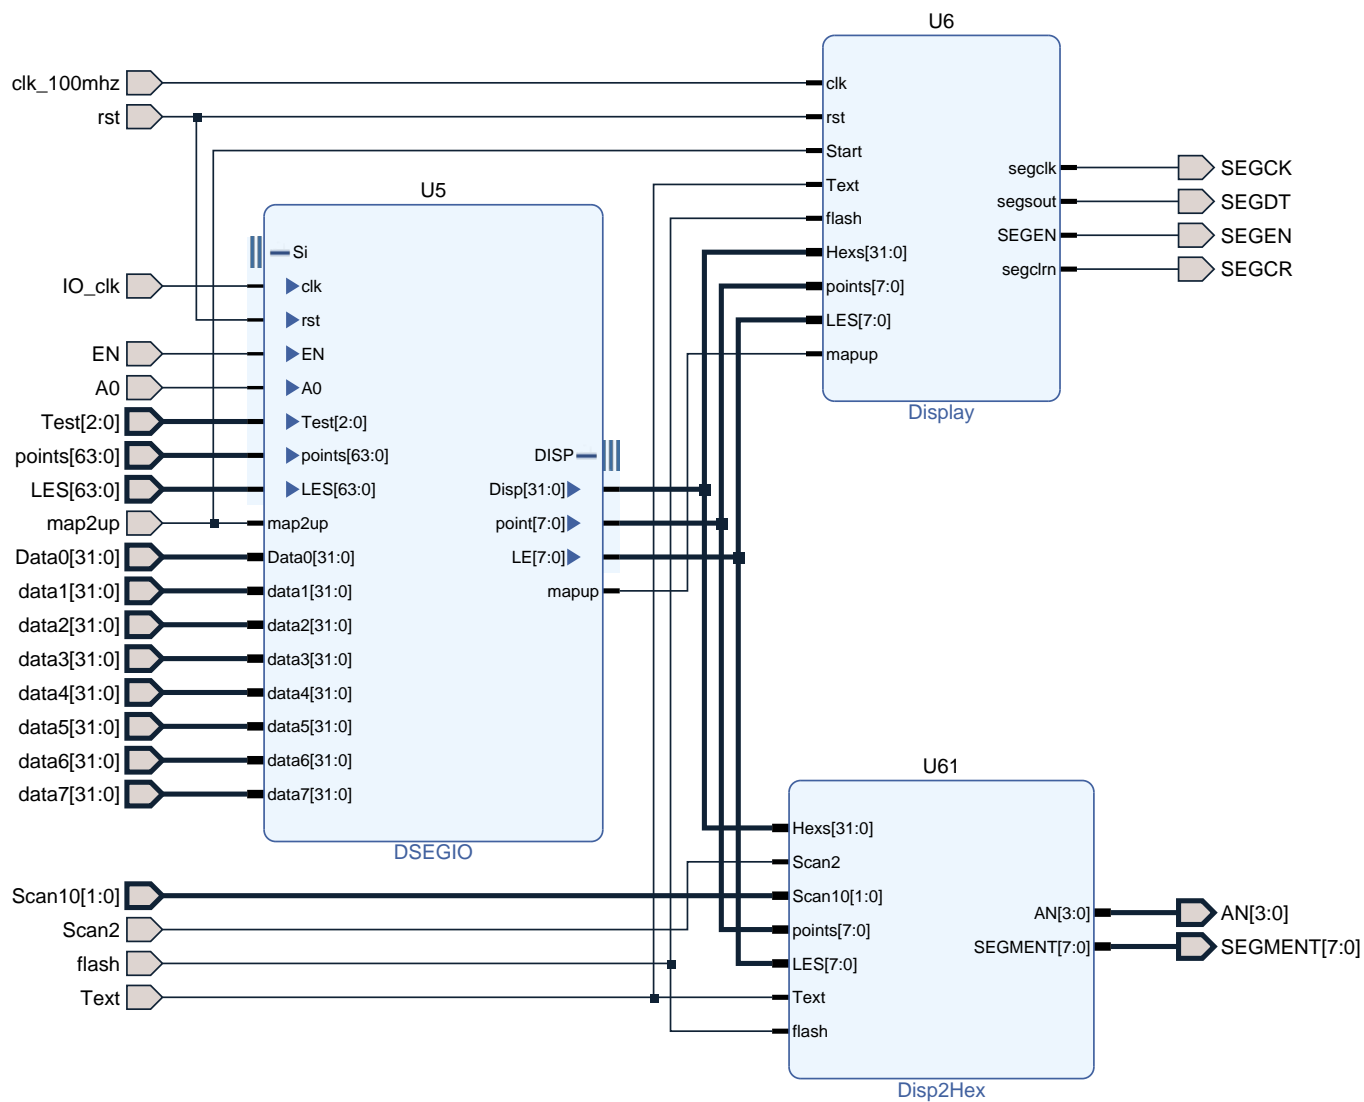 U6
clk_100mhz
rst
clk
rst
Start
Text
flash
Hexs[31:0]
points[7:0]
LES[7:0]
mapup
segclk
segsout
SEGEN
segclrn
SEGCK
SEGDT
SEGEN
SEGCR
Display
U5
IO_clk
EN
A0
Test[2:0]
points[63:0]
LES[63:0]
map2up
Data0[31:0]
data1[31:0]
data2[31:0]
data3[31:0]
data4[31:0]
data5[31:0]
data6[31:0]
data7[31:0]
Si
clk
rst
EN
A0
Test[2:0]
points[63:0]
LES[63:0]
map2up
Data0[31:0]
data1[31:0]
data2[31:0]
data3[31:0]
data4[31:0]
data5[31:0]
data6[31:0]
data7[31:0]
DISP
Disp[31:0]
point[7:0]
LE[7:0]
mapup
DSEGIO
U61
Scan10[1:0]
Scan2
flash
Text
Hexs[31:0]
Scan2
Scan10[1:0]
points[7:0]
LES[7:0]
Text
flash
AN[3:0]
SEGMENT[7:0]
AN[3:0]
SEGMENT[7:0]
Disp2Hex